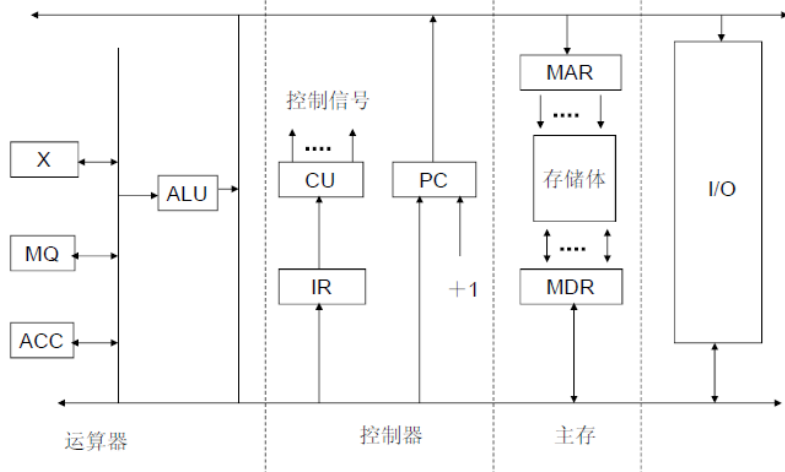 MAR
控制信号
....
....
X
ALU
CU
PC
存储体
I/O
MQ
....
IR
+1
MDR
ACC
运算器
控制器
主存